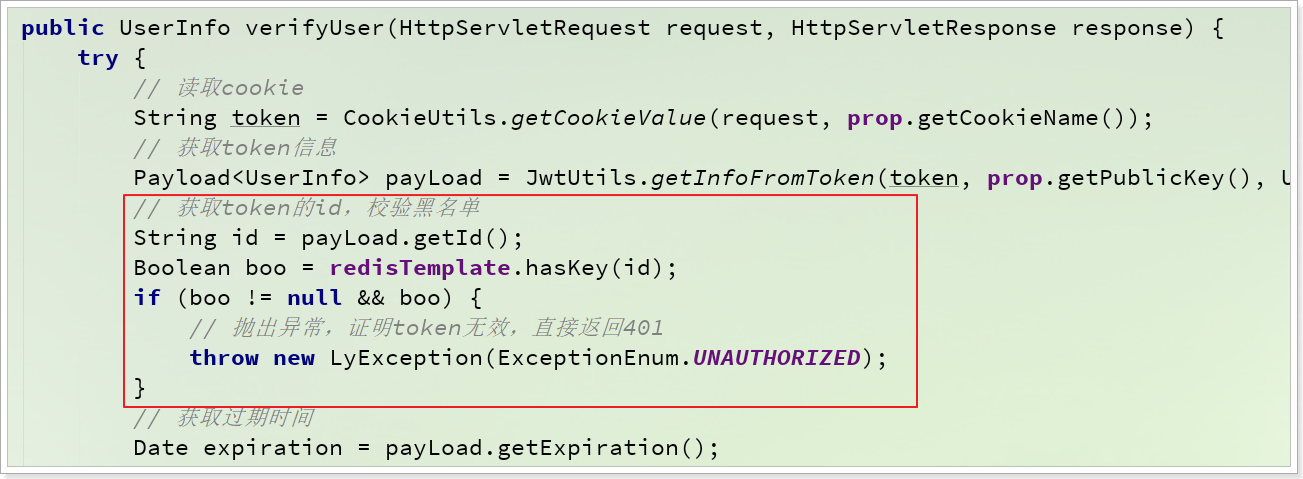 public UserInfo verifyUser(HttpServletRequest request, HttpServletResponse response) {
try {
// 读取cookie
String token = CookieUtils.getCookieValue(request, prop.getCookieName());
// 获取token信息
Payload<UserInfo> payLoad = JwtUtils.getInfoFromToken(token, prop.getPublicKey(), U
// 获取token的id，校验黑名单
String id = payLoad.getId();
Boolean boo = redisTemplate.hasKey(id);
if (boo != null && boo) {
// 抛出异常，证明token无效，直接返回401
throw new LyException(ExceptionEnum.UNAUTHORIZED);
}
// 获取过期时间
Date expiration = payLoad.getExpiration();